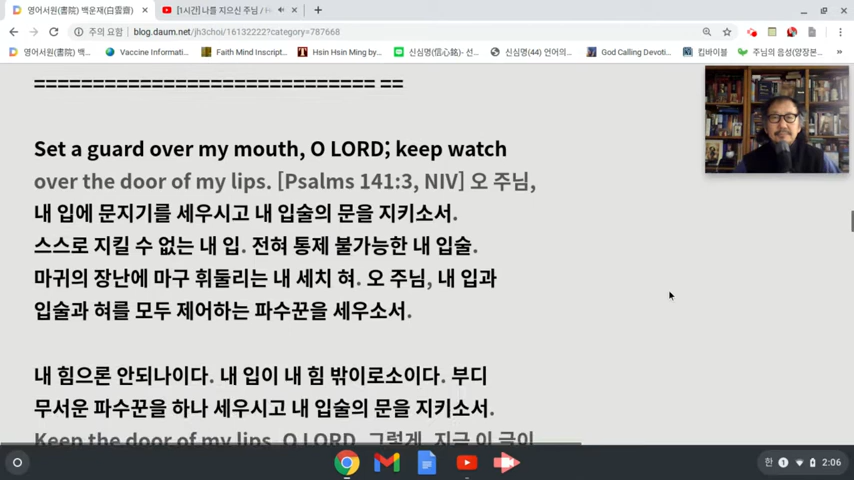 영어서원(書院) 백운재(白雲齋)
[1시간] 나를 지으신 주님 / H
주의 요함
blog.daum.net/jh3choi/16132222?category=787668
영어서원(書院) 백...
Vaccine Informati...
Faith Mind Inscript...
Hsin Hsin Ming by...
신심명(信心銘)- 선...
신심명(44) 언어의...
God Calling Devoti...
킹바이블
주님의 음성(양장본...
============================ ==
Set a guard over my mouth, O LORD; keep watch
over the door of my lips. [Psalms 141:3, NIV] 오 주님,
내 입에 문지기를 세우시고 내 입술의 문을 지키소서.
스스로 지킬 수 없는 내 입. 전혀 통제 불가능한 내 입술.
마귀의 장난에 마구 휘둘리는 내 세치 혀. 오 주님, 내 입과
입술과 혀를 모두 제어하는 파수꾼을 세우소서.
내 힘으론 안되나이다. 내 입이 내 힘 밖이로소이다. 부디
무서운 파수꾼을 하나 세우시고 내 입술의 문을 지키소서.
Keep the door of my lips, O LORD. 그렇게, 지금 이 글이
한
2:06